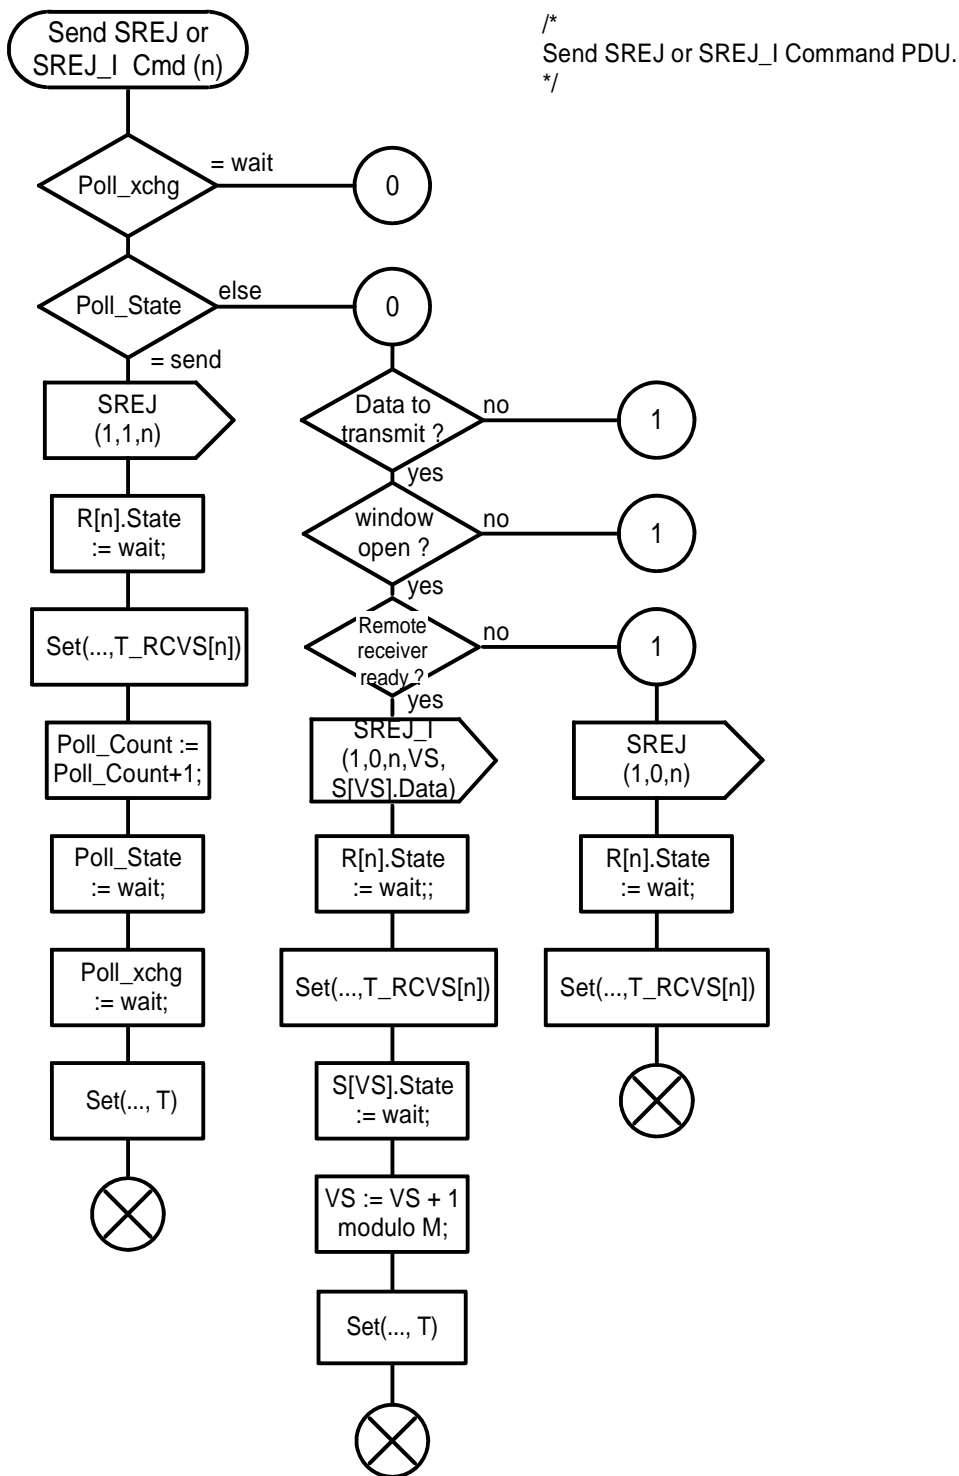 Send SREJ or
SREJ_I Cmd (n)
/*
Send SREJ or SREJ_I Command PDU.
*/
Poll_xchg
= wait
0
Poll_State
else
0
= send
SREJ
(1,1,n)
R[n].State
:= wait;
Set(...,T_RCVS[n])
Poll_Count :=
Poll_Count+1;
Poll_State
:= wait;
Poll_xchg
:= wait;
Set(..., T)
Data to
transmit ?
no
1
yes
window
open ?
no
1
yes
Remote
receiver
ready ?
no
1
yes
SREJ_I
(1,0,n,VS,
S[VS].Data)
R[n].State
:= wait;;
Set(...,T_RCVS[n])
S[VS].State
:= wait;
VS := VS + 1
modulo M;
Set(..., T)
SREJ
(1,0,n)
R[n].State
:= wait;
Set(...,T_RCVS[n])